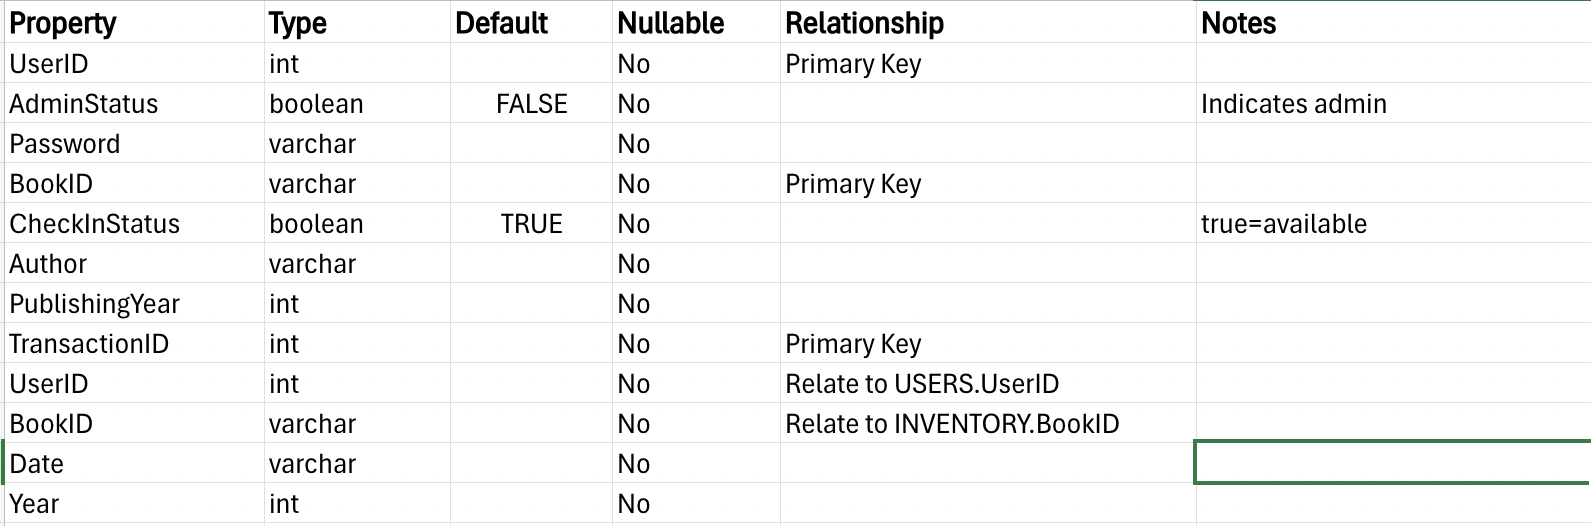 Property Type Default Nullable Relationship Notes
UserID int No Primary Key
AdminStatus boolean FALSE No Indicates admin
Password varchar No
BookID varchar No Primary Key
CheckInStatus boolean TRUE No true=available
Author varchar No
PublishingYear int No
TransactionID int No Primary Key
UserID int No Relate to USERS.UserID
BookID varchar No Relate to INVENTORY.BookID
Date varchar No
Year int No